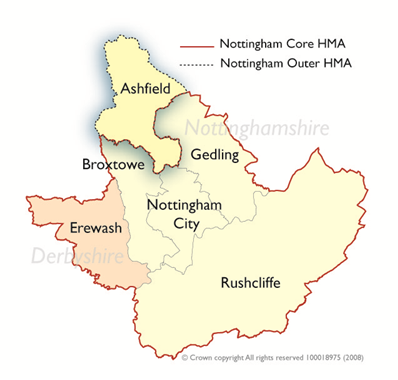 Nottingham Core HMA
Nottingham Outer HMA
Ashfield
Nottinghamshire
Broxtowe
Gedling
Nottingham
City
Erewash
Derbyshire
Rushcliffe
© Crown copyright All rights reserved 100018975 (2008)